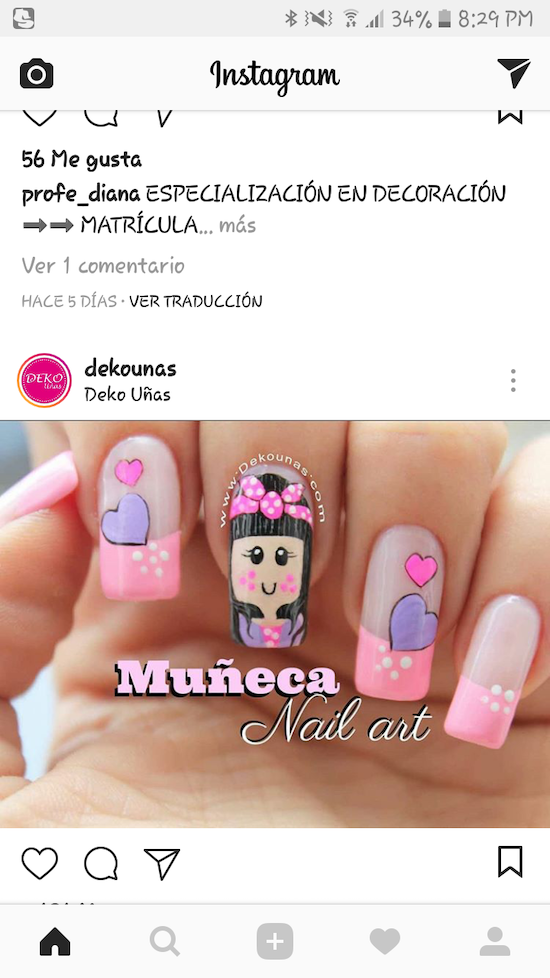 34% 8:29 PM
Instagram
56 Me gusta
profe_diana ESPECIALIZACIÓN EN DECORACIÓN
➡➡ MATRÍCULA... más
Ver 1 comentario
HACE 5 DÍAS · VER TRADUCCIÓN
DEKO
Uñas
dekounas
Deko Uñas
www.Dekounas.com
Muñeca
Nail art